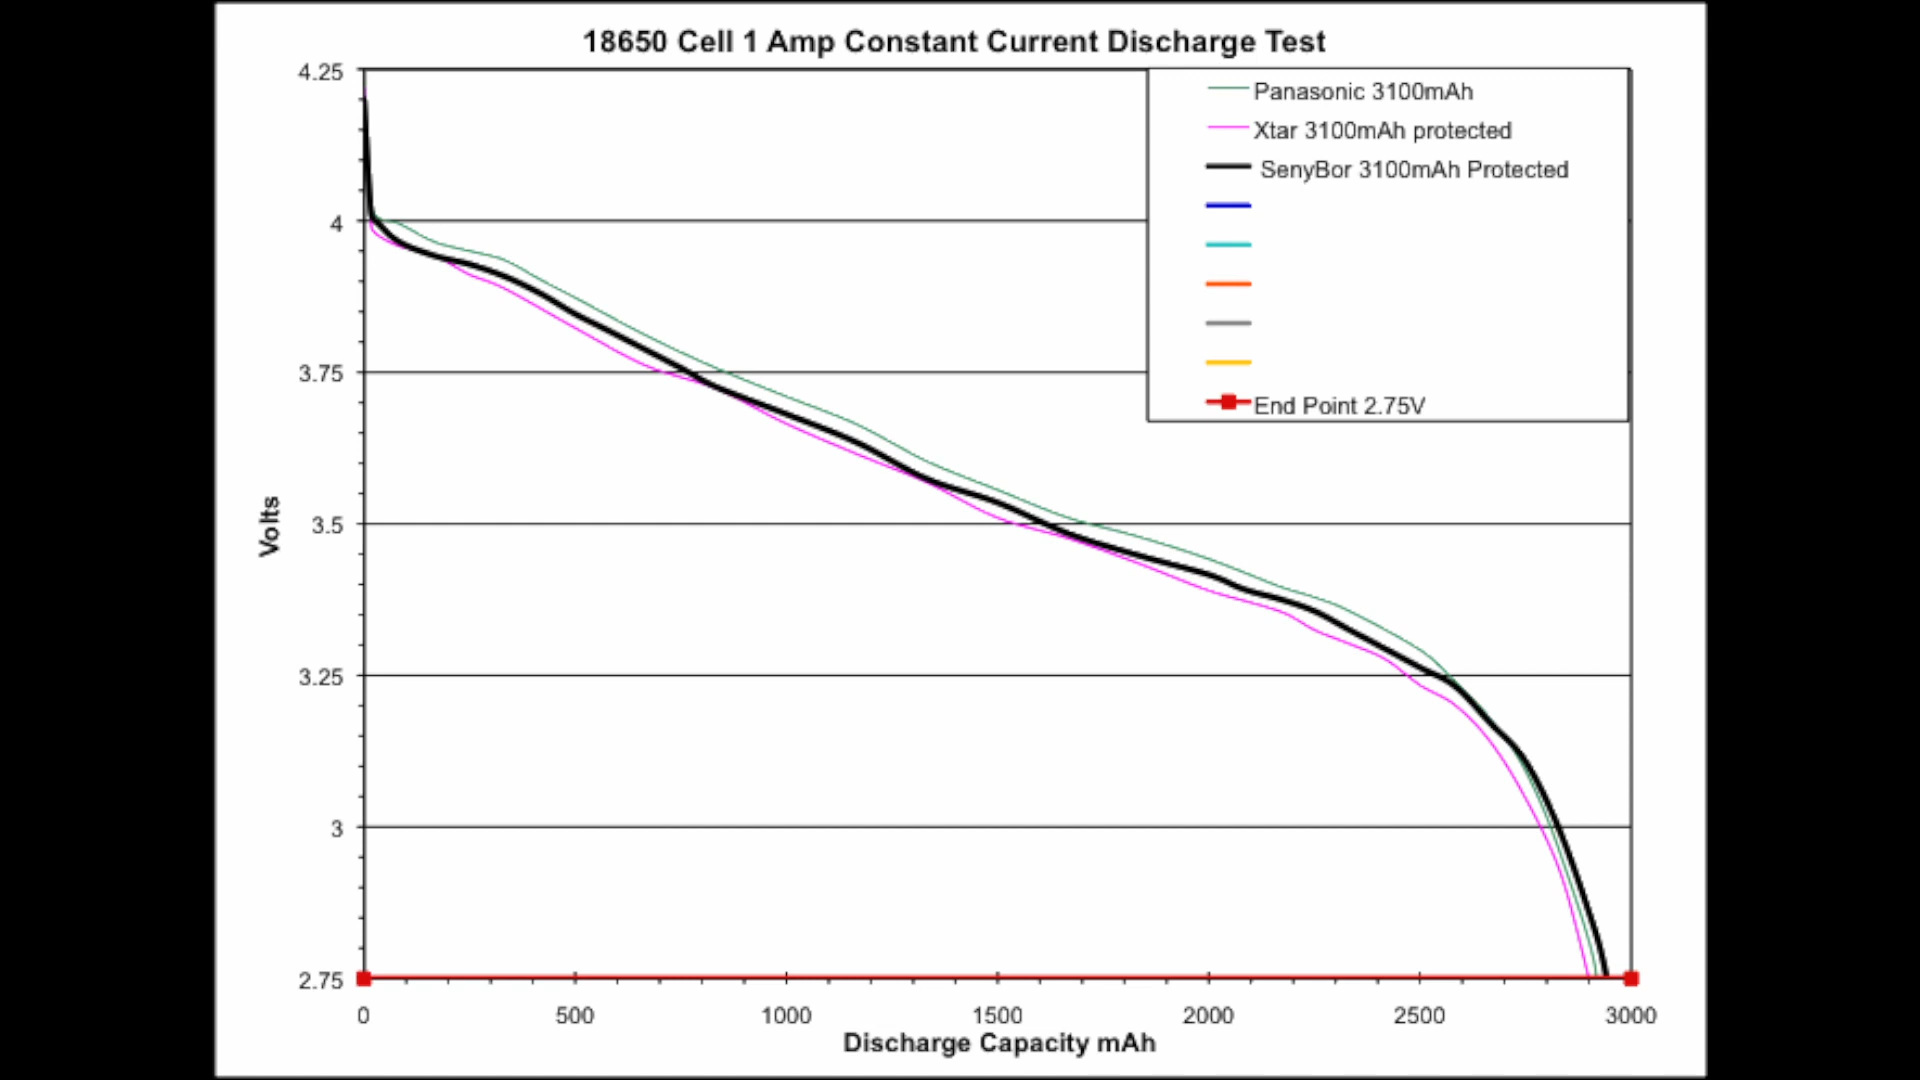 18650 Cell 1 Amp Constant Current Discharge Test
4.25
4
3.75
3.5
3.25
3
2.75
Volts
Panasonic 3100mAh
Xtar 3100mAh protected
SenyBor 3100mAh Protected
End Point 2.75V
0 500 1000 1500 2000 2500 3000
Discharge Capacity mAh